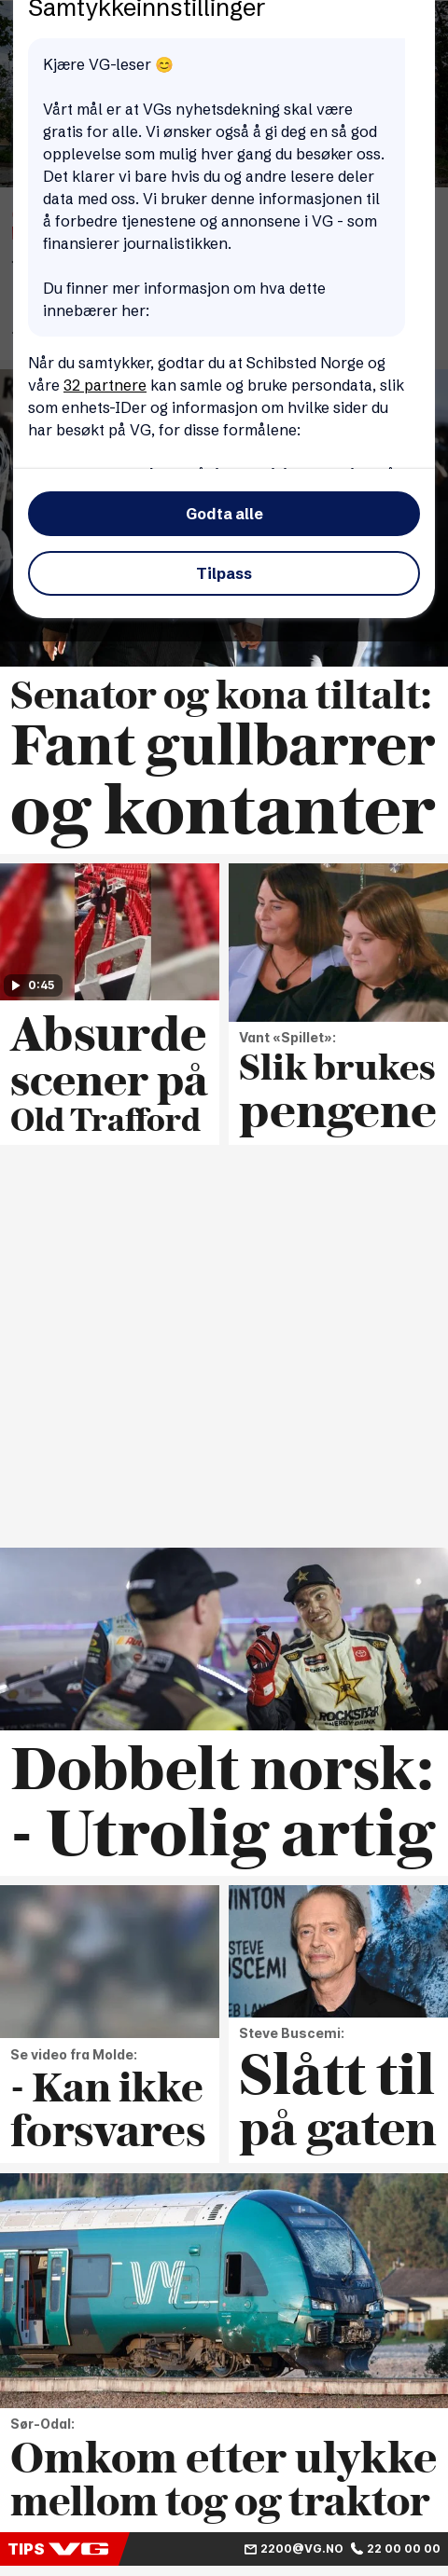 Samtykkeinnstillinger
Kjære VG-leser 😊
Vårt mål er at VGs nyhetsdekning skal være
gratis for alle. Vi ønsker også å gi deg en så god
opplevelse som mulig hver gang du besøker oss.
Det klarer vi bare hvis du og andre lesere deler
data med oss. Vi bruker denne informasjonen til
å forbedre tjenestene og annonsene i VG - som
finansierer journalistikken.
Du finner mer informasjon om hva dette
innebærer her:
Når du samtykker, godtar du at Schibsted Norge og
våre 32 partnere kan samle og bruke persondata, slik
som enhets-IDer og informasjon om hvilke sider du
har besøkt på VG, for disse formålene:
Godta alle
Tilpass
Senator og kona tiltalt:
Fant gullbarrer
og kontanter
0:45
Absurde
scener på
Old Trafford
Vant «Spillet»:
Slik brukes
pengene
ROCKSTAR
ENERGY DRINK
Dobbelt norsk:
- Utrolig artig
Se video fra Molde:
- Kan ikke
forsvares
WINTON
STEVE
Steve Buscemi:
Slått til
på gaten
VY
Sør-Odal:
Omkom etter ulykke
mellom tog og traktor
TIPS VG 2200@VG.NO 22 00 00 00